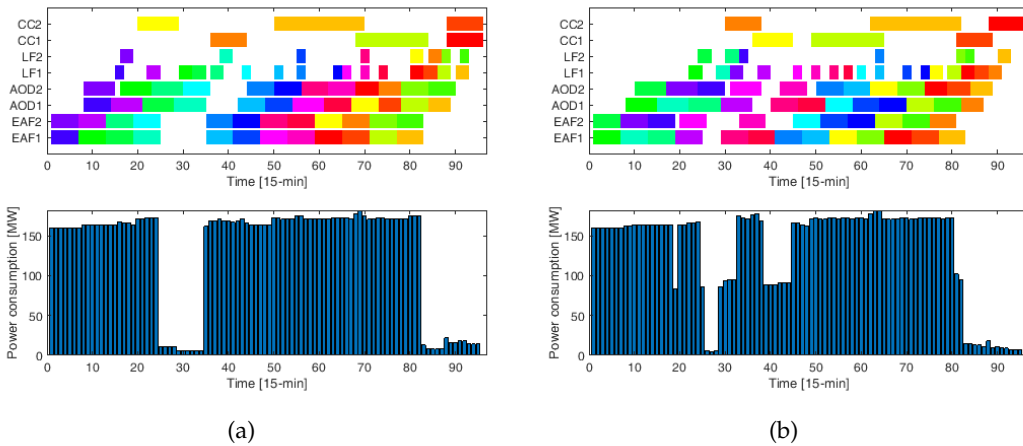 CC2
CC1
LF2
LF1
AOD2
AOD1
EAF2
EAF1
0 10 20 30 40 50 60 70 80 90
Time [15-min]
Power consumption [MW]
150
100
50
0
0 10 20 30 40 50 60 70 80 90
Time [15-min]
(a)
CC2
CC1
LF2
LF1
AOD2
AOD1
EAF2
EAF1
0 10 20 30 40 50 60 70 80 90
Time [15-min]
Power consumption [MW]
150
100
50
0
0 10 20 30 40 50 60 70 80 90
Time [15-min]
(b)